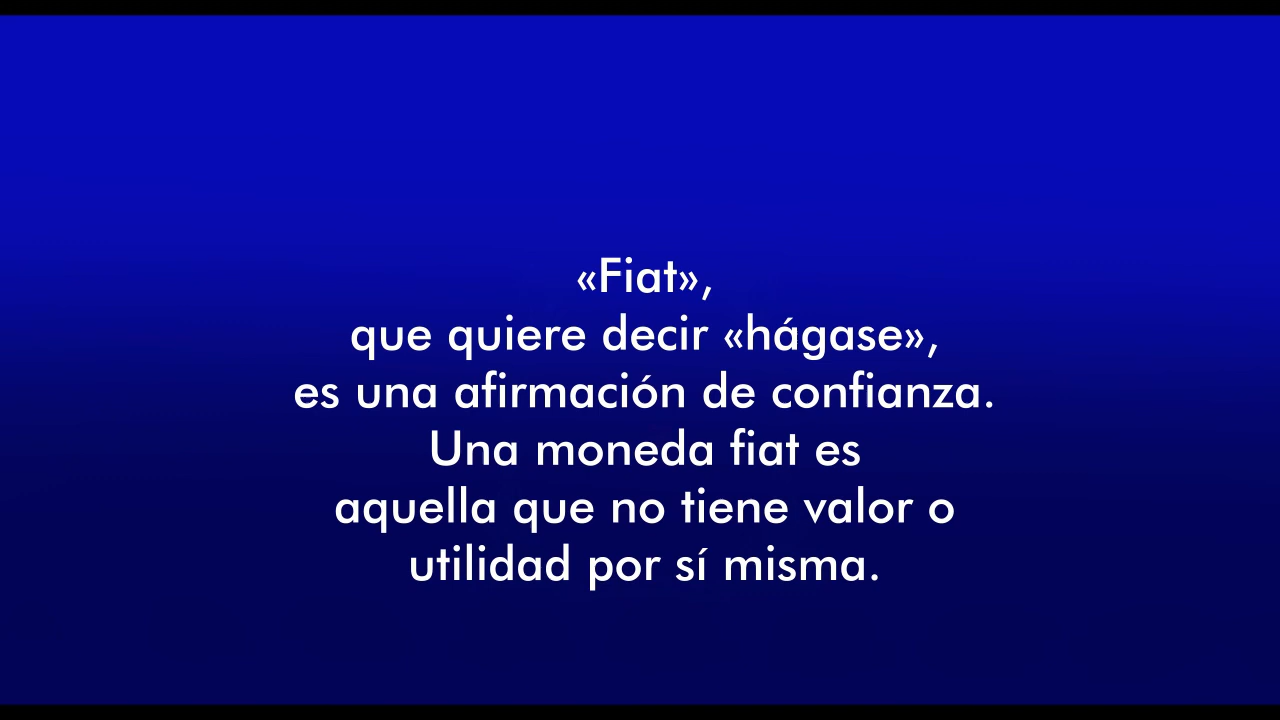 «Fiat»,
que quiere decir «hágase»,
es una afirmación de confianza.
Una moneda fiat es
aquella que no tiene valor o
utilidad por sí misma.